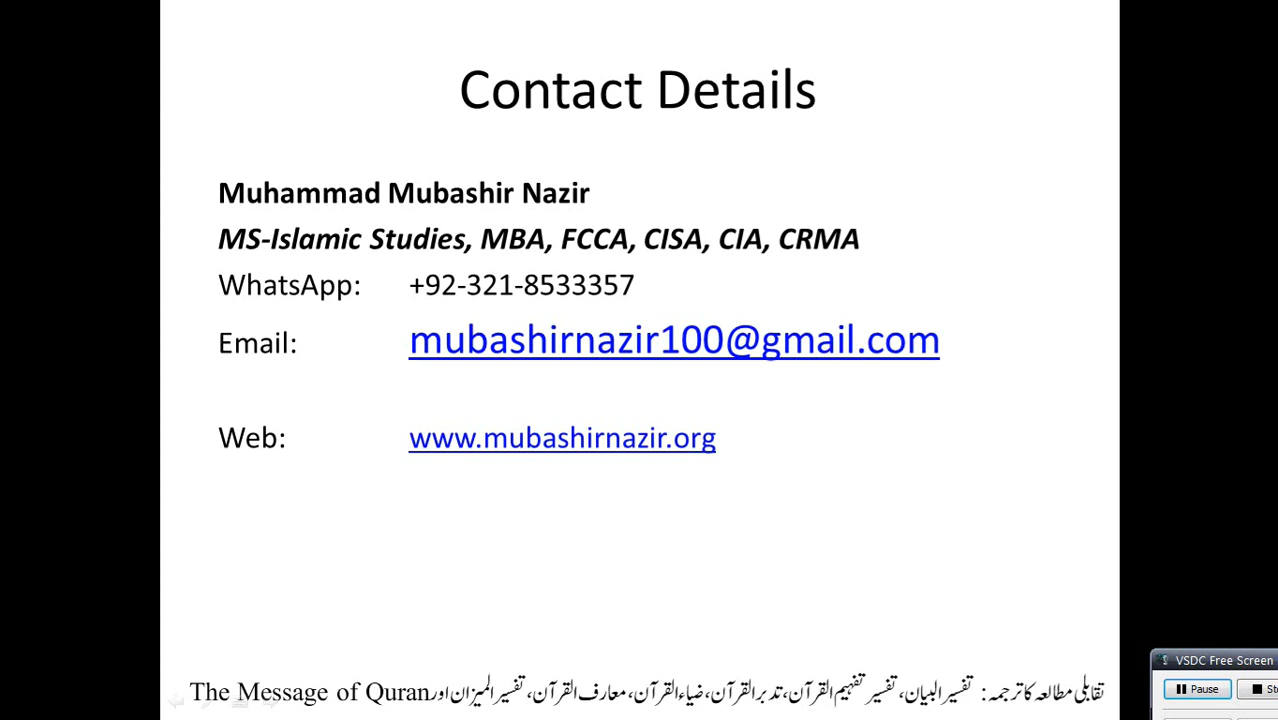 Contact Details
Muhammad Mubashir Nazir
MS-Islamic Studies, MBA, FCCA, CISA, CIA, CRMA
WhatsApp: +92-321-8533357
Email: mubashirnazir100@gmail.com
Web: www.mubashirnazir.org
تقابلی مطالعہ کا ترجمہ: تفسیر البیان، تفسیر تفہیم القرآن، تدبر القرآن، ضیاء القرآن، معارف القرآن، تفسیر المیزان اور The Message of Quran
VSDC Free Screen
Pause